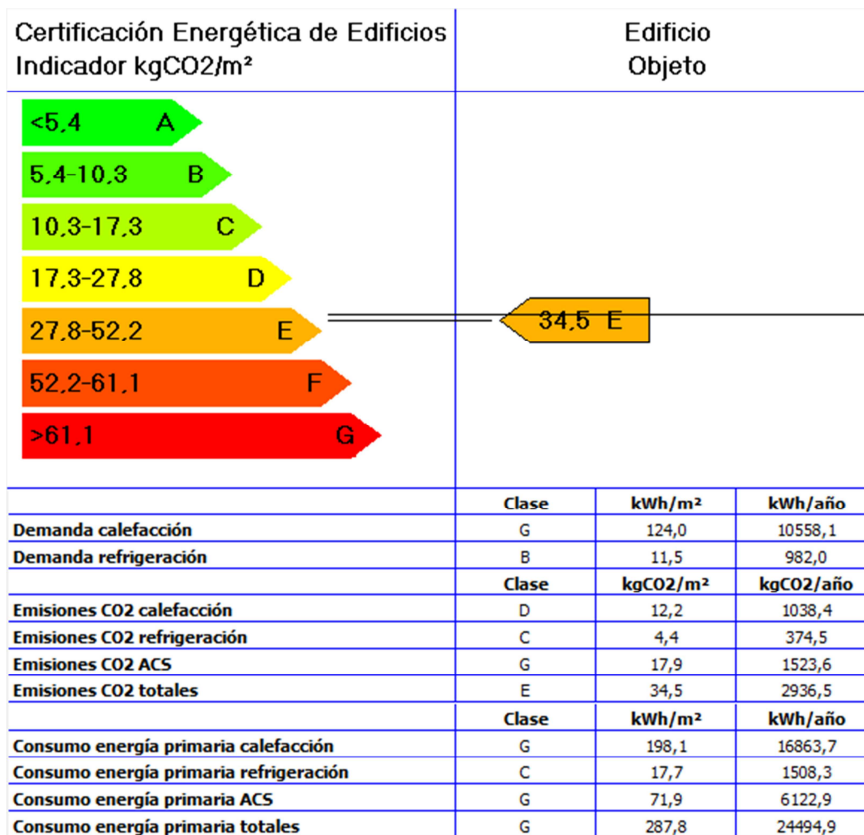 Certificación Energética de Edificios
Indicador kgCO2/m²
Edificio
Objeto
<5,4 A
5,4-10,3 B
10,3-17,3 C
17,3-27,8 D
27,8-52,2 E
34,5 E
52,2-61,1 F
>61,1 G
Clase kWh/m² kWh/año
Demanda calefacción G 124,0 10558,1
Demanda refrigeración B 11,5 982,0
Clase kgCO2/m² kgCO2/año
Emisiones CO2 calefacción D 12,2 1038,4
Emisiones CO2 refrigeración C 4,4 374,5
Emisiones CO2 ACS G 17,9 1523,6
Emisiones CO2 totales E 34,5 2936,5
Clase kWh/m² kWh/año
Consumo energía primaria calefacción G 198,1 16863,7
Consumo energía primaria refrigeración C 17,7 1508,3
Consumo energía primaria ACS G 71,9 6122,9
Consumo energía primaria totales G 287,8 24494,9